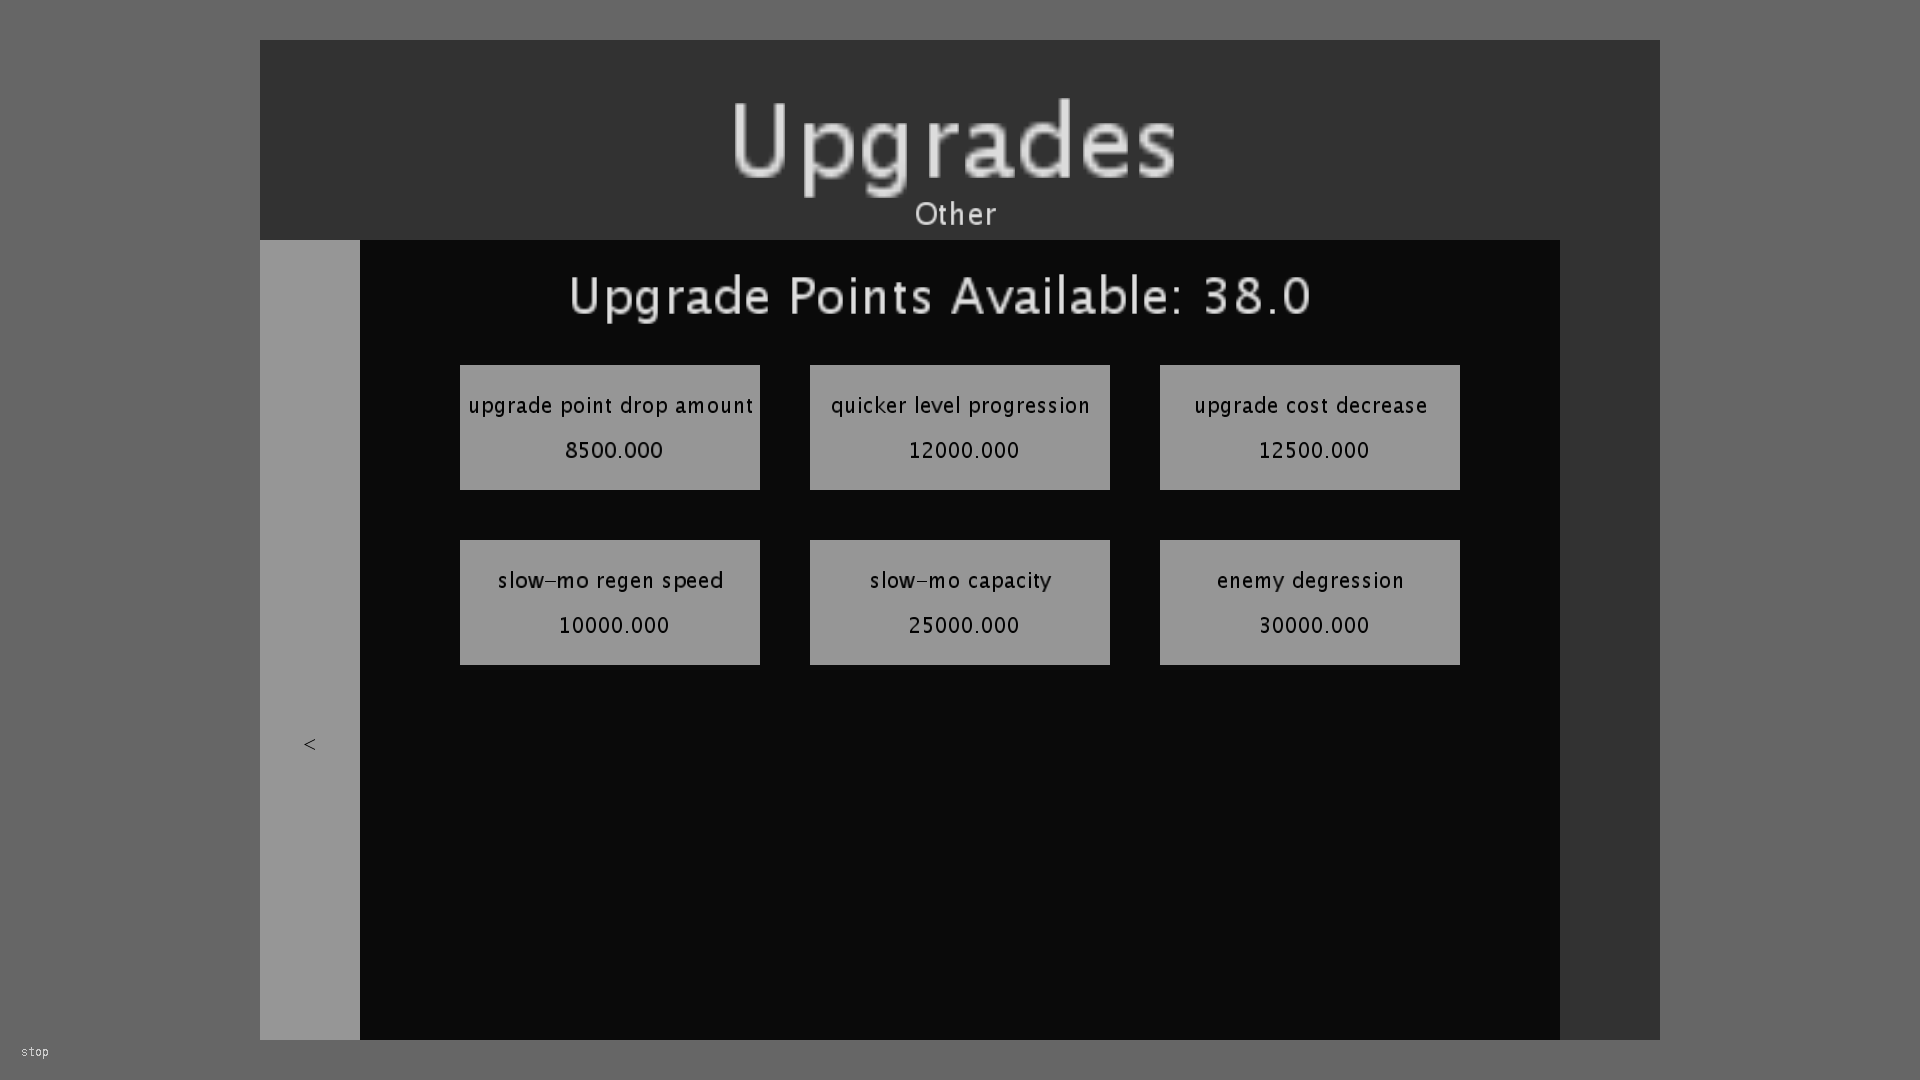 Upgrades
Other
Upgrade Points Available: 38.0
upgrade point drop amount
8500.000
quicker level progression
12000.000
upgrade cost decrease
12500.000
slow-mo regen speed
10000.000
slow-mo capacity
25000.000
enemy degression
30000.000
<
stop